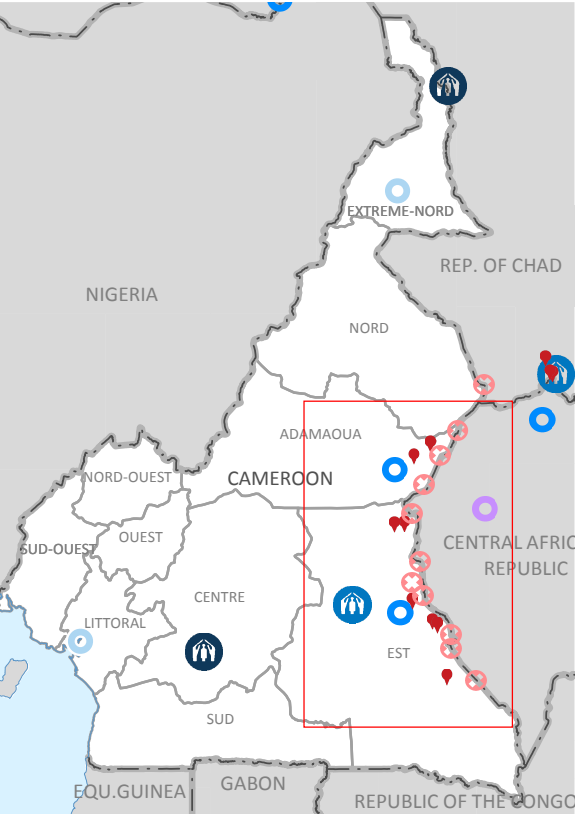 EXTREME-NORD
REP. OF CHAD
NIGERIA
NORD
ADAMAOUA
NORD-OUEST
CAMEROON
OUEST
SUD-OUEST
CENTRAL AFRIC
REPUBLIC
CENTRE
LITTORAL
EST
SUD
GABON
EQU.GUINEA
REPUBLIC OF THE CONGO